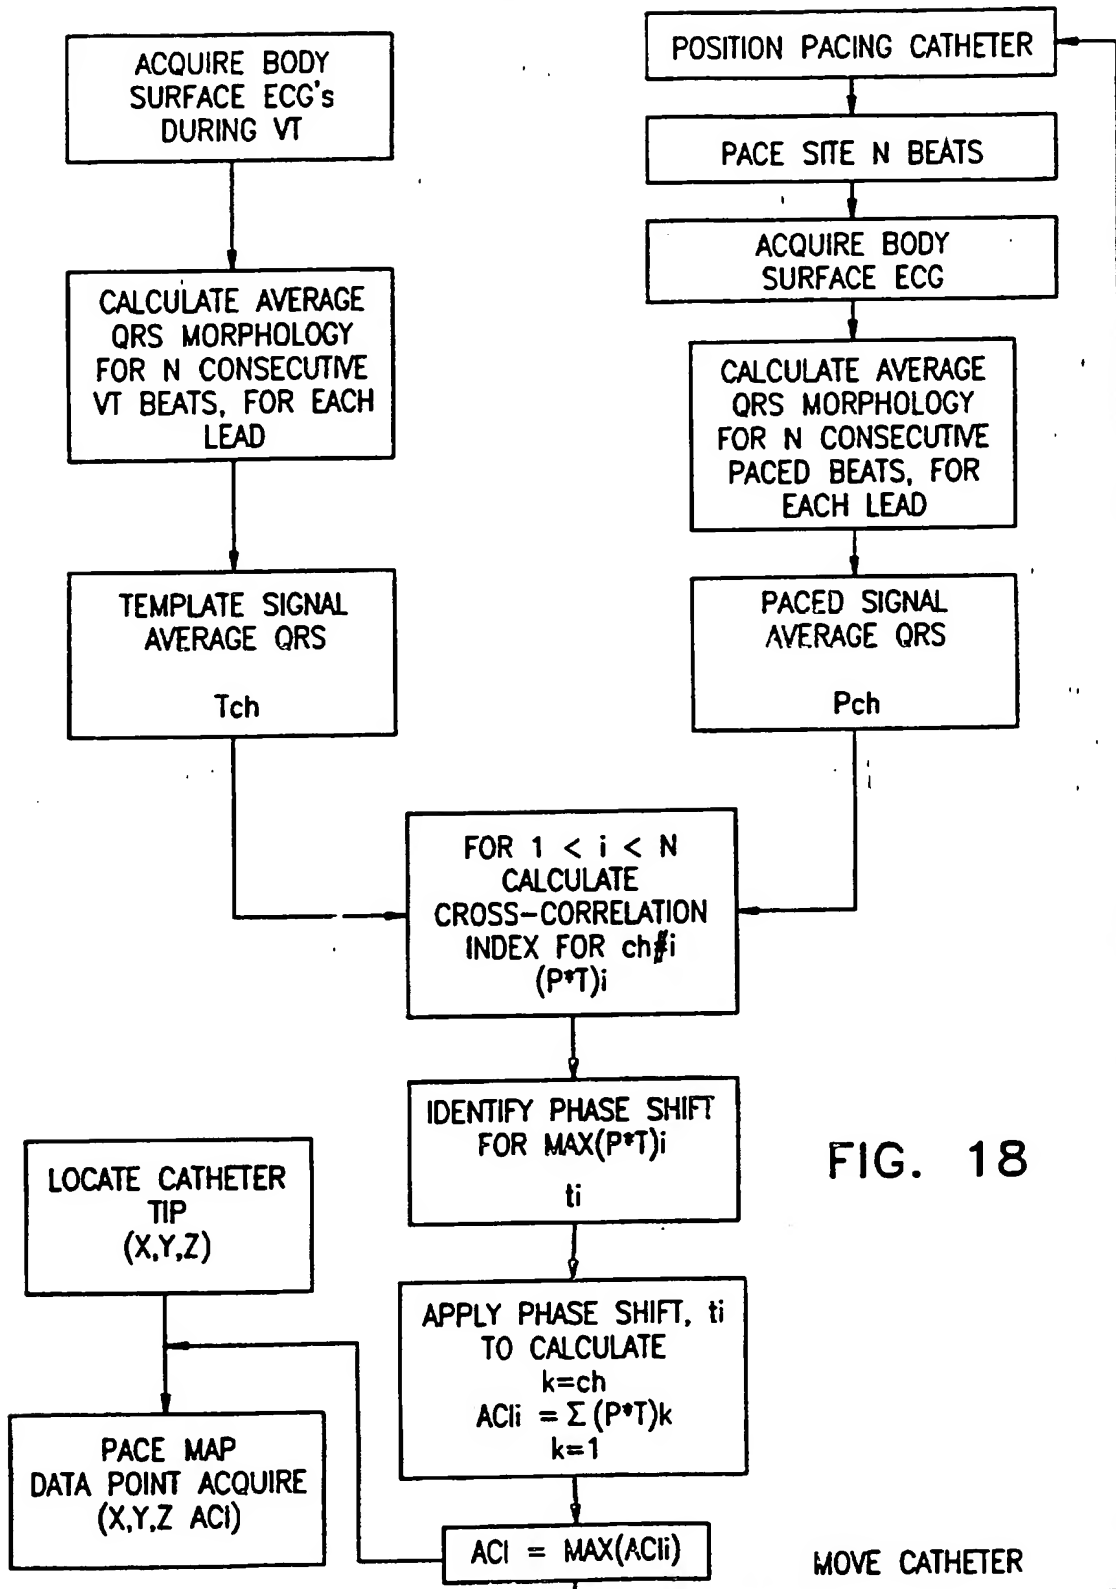 ACQUIRE BODY
SURFACE ECG's
DURING VT
CALCULATE AVERAGE
QRS MORPHOLOGY
FOR N CONSECUTIVE
VT BEATS, FOR EACH
LEAD
TEMPLATE SIGNAL
AVERAGE QRS
Tch
POSITION PACING CATHETER
PACE SITE N BEATS
ACQUIRE BODY
SURFACE ECG
CALCULATE AVERAGE
QRS MORPHOLOGY
FOR N CONSECUTIVE
PACED BEATS, FOR
EACH LEAD
PACED SIGNAL
AVERAGE QRS
Pch
FOR 1 < i < N
CALCULATE
CROSS-CORRELATION
INDEX FOR ch#i
(P*T)i
IDENTIFY PHASE SHIFT
FOR MAX(P*T)i
ti
FIG. 18
LOCATE CATHETER
TIP
(X,Y,Z)
APPLY PHASE SHIFT, ti
TO CALCULATE
k=ch
ACIi = Σ (P*T)k
k=1
PACE MAP
DATA POINT ACQUIRE
(X,Y,Z ACI)
ACI = MAX(ACIi)
MOVE CATHETER